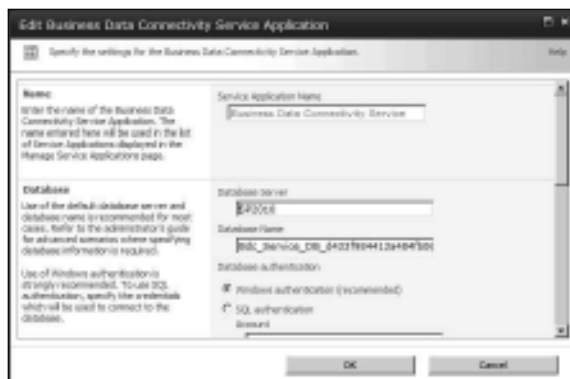 Edit Business Data Connectivity Service Application
Specify the settings for the Business Data Connectivity Service Application.
Help
Name
Enter the name of the Business Data
Connectivity Service Application. The
name entered here will be used in the list
of Service Applications displayed in the
Manage Service Applications page.
Service Application Name
Business Data Connectivity Service
Database
Use of the default database server and
database name is recommended for most
cases. Refer to the administrator's guide
for advanced scenarios where specifying
database information is required.
Use of Windows authentication is
strongly recommended. To use SQL
authentication, specify the credentials
which will be used to connect to the
database.
Database Server
SP2010
Database Name
Database authentication
Windows authentication (recommended)
SQL authentication
Account
OK
Cancel